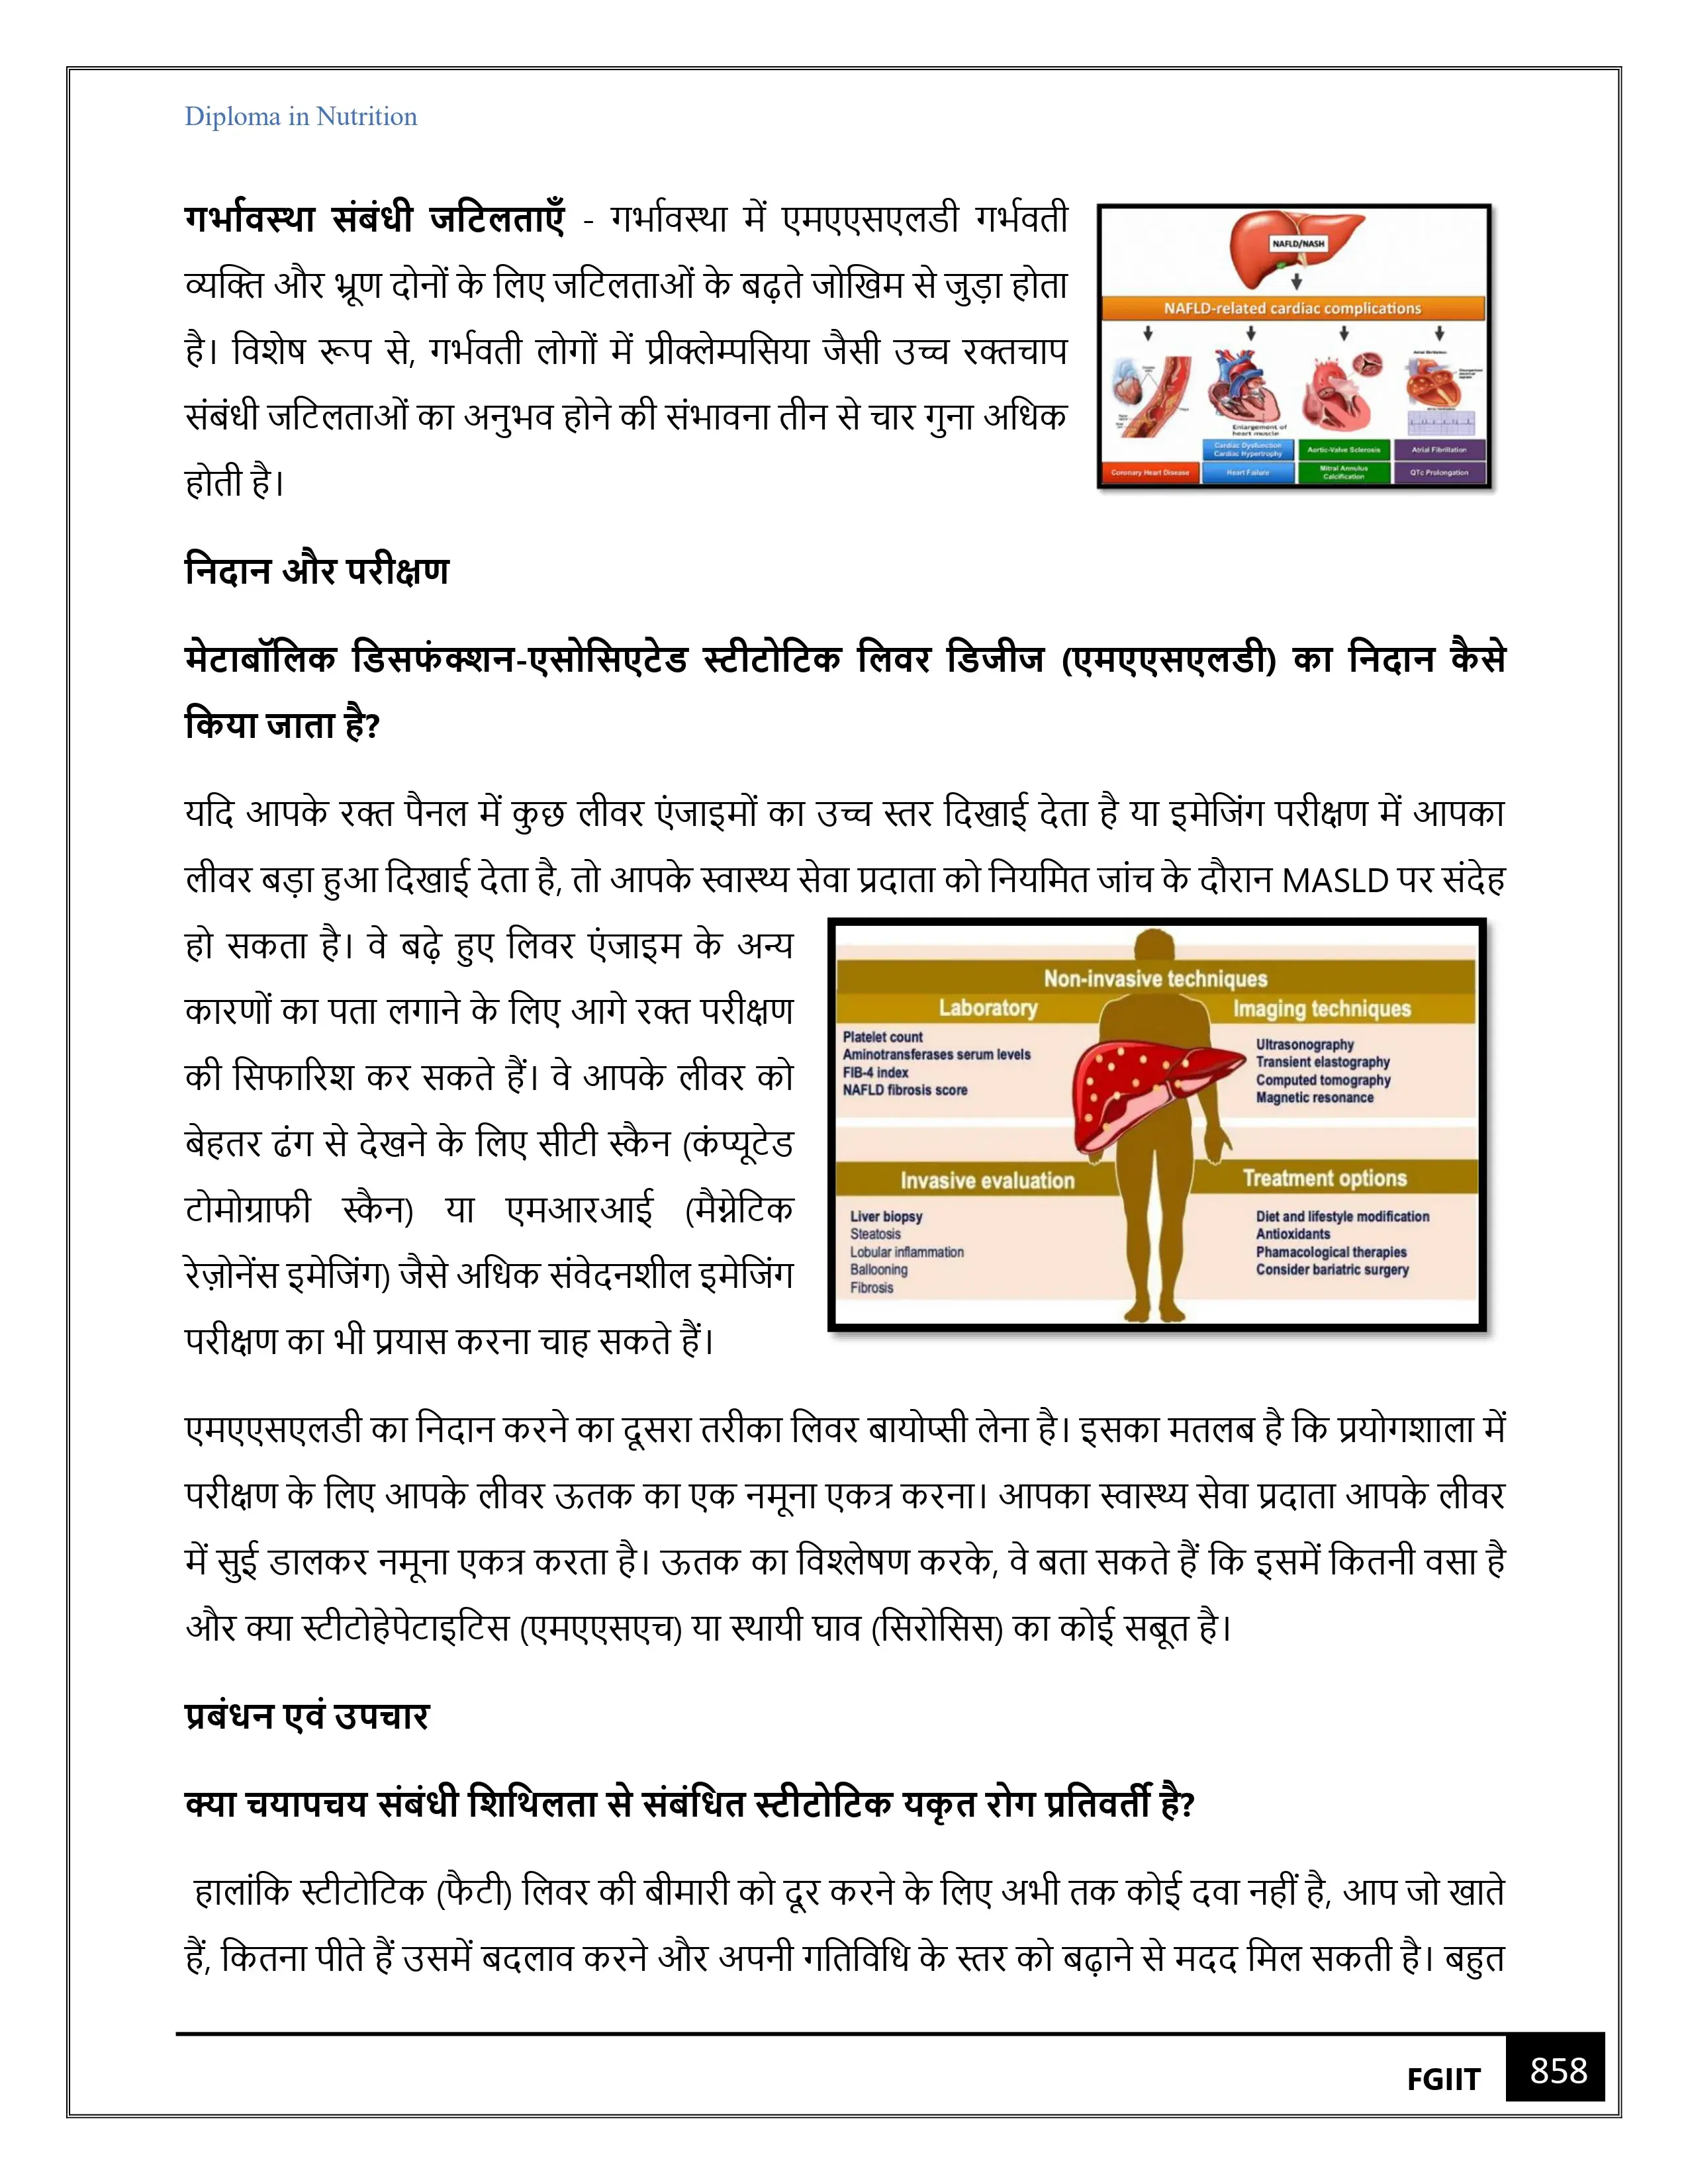 Diploma in Nutrition
गर्भावस्था संबंधी जटिलताएँ - गर्भावस्था में एमएएसएलडी गर्भवती
व्यक्ति और भ्रूण दोनों के लिए जटिलताओं के बढ़ते जोखिम से जुड़ा होता
है। विशेष रूप से, गर्भवती लोगों में प्रीक्लेम्पसिया जैसी उच्च रक्तचाप
संबंधी जटिलताओं का अनुभव होने की संभावना तीन से चार गुना अधिक
होती है।
NAFLD/NASH
NAFLD-related cardiac complications
Enlargement of
heart muscle
Coronary Heart Disease
Cardiac Dysfunction
Cardiac Hypertrophy
Heart Failure
Aortic-Valve Sclerosis
Mitral Annulus
Calcification
Atrial Fibrillation
QTc Prolongation
निदान और परीक्षण
मेटाबॉलिक डिसफंक्शन-एसोसिएटेड स्टीटोटिक लिवर डिजीज (एमएएसएलडी) का निदान कैसे
किया जाता है?
यदि आपके रक्त पैनल में कुछ लीवर एंजाइमों का उच्च स्तर दिखाई देता है या इमेजिंग परीक्षण में आपका
लीवर बड़ा हुआ दिखाई देता है, तो आपके स्वास्थ्य सेवा प्रदाता को नियमित जांच के दौरान MASLD पर संदेह
हो सकता है। वे बढ़े हुए लिवर एंजाइम के अन्य
कारणों का पता लगाने के लिए आगे रक्त परीक्षण
की सिफारिश कर सकते हैं। वे आपके लीवर को
बेहतर ढंग से देखने के लिए सीटी स्कैन (कंप्यूटेड
टोमोग्राफी स्कैन) या एमआरआई (मैग्नेटिक
रेज़ोनेंस इमेजिंग) जैसे अधिक संवेदनशील इमेजिंग
परीक्षण का भी प्रयास करना चाह सकते हैं।
Non-invasive techniques
Laboratory
Platelet count
Aminotransferases serum levels
FIB-4 index
NAFLD fibrosis score
Imaging techniques
Ultrasonography
Transient elastography
Computed tomography
Magnetic resonance
Invasive evaluation
Liver biopsy
Steatosis
Lobular inflammation
Ballooning
Fibrosis
Treatment options
Diet and lifestyle modification
Antioxidants
Phamacological therapies
Consider bariatric surgery
एमएएसएलडी का निदान करने का दूसरा तरीका लिवर बायोप्सी लेना है। इसका मतलब है कि प्रयोगशाला में
परीक्षण के लिए आपके लीवर ऊतक का एक नमूना एकत्र करना। आपका स्वास्थ्य सेवा प्रदाता आपके लीवर
में सुई डालकर नमूना एकत्र करता है। ऊतक का विश्लेषण करके, वे बता सकते हैं कि इसमें कितनी वसा है
और क्या स्टीटोहेपेटाइटिस (एमएएसएच) या स्थायी घाव (सिरोसिस) का कोई सबूत है।
प्रबंधन एवं उपचार
क्या चयापचय संबंधी शिथिलता से संबंधित स्टीटोटिक यकृत रोग प्रतिवर्ती है?
हालांकि स्टीटोटिक (फैटी) लिवर की बीमारी को दूर करने के लिए अभी तक कोई दवा नहीं है, आप जो खाते
हैं, कितना पीते हैं उसमें बदलाव करने और अपनी गतिविधि के स्तर को बढ़ाने से मदद मिल सकती है। बहुत
FGIIT
858